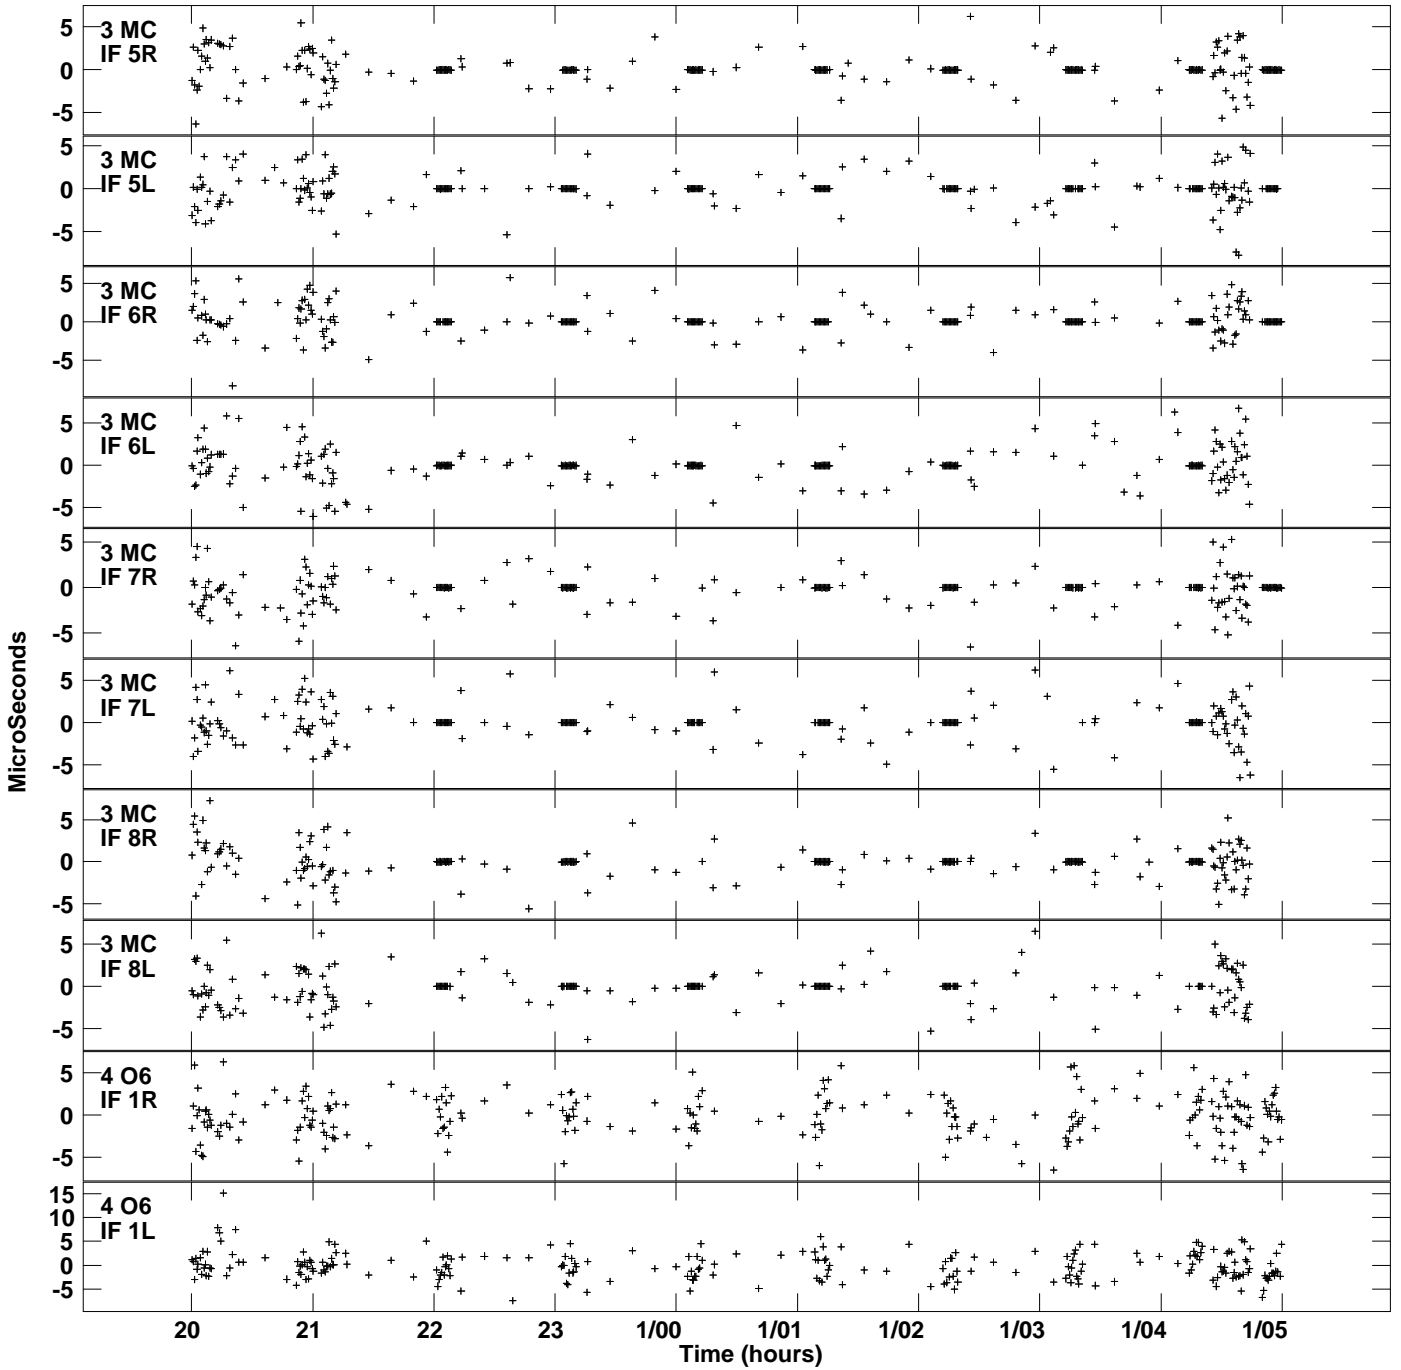 3 MC
IF 5R
5
0
-5
3 MC
IF 5L
5
0
-5
3 MC
IF 6R
5
0
-5
3 MC
IF 6L
5
0
-5
3 MC
IF 7R
5
0
-5
3 MC
IF 7L
5
0
-5
3 MC
IF 8R
5
0
-5
3 MC
IF 8L
5
0
-5
4 O6
IF 1R
5
0
-5
4 O6
IF 1L
15
10
5
0
-5
MicroSeconds
20 21 22 23 1/00 1/01 1/02 1/03 1/04 1/05
Time (hours)